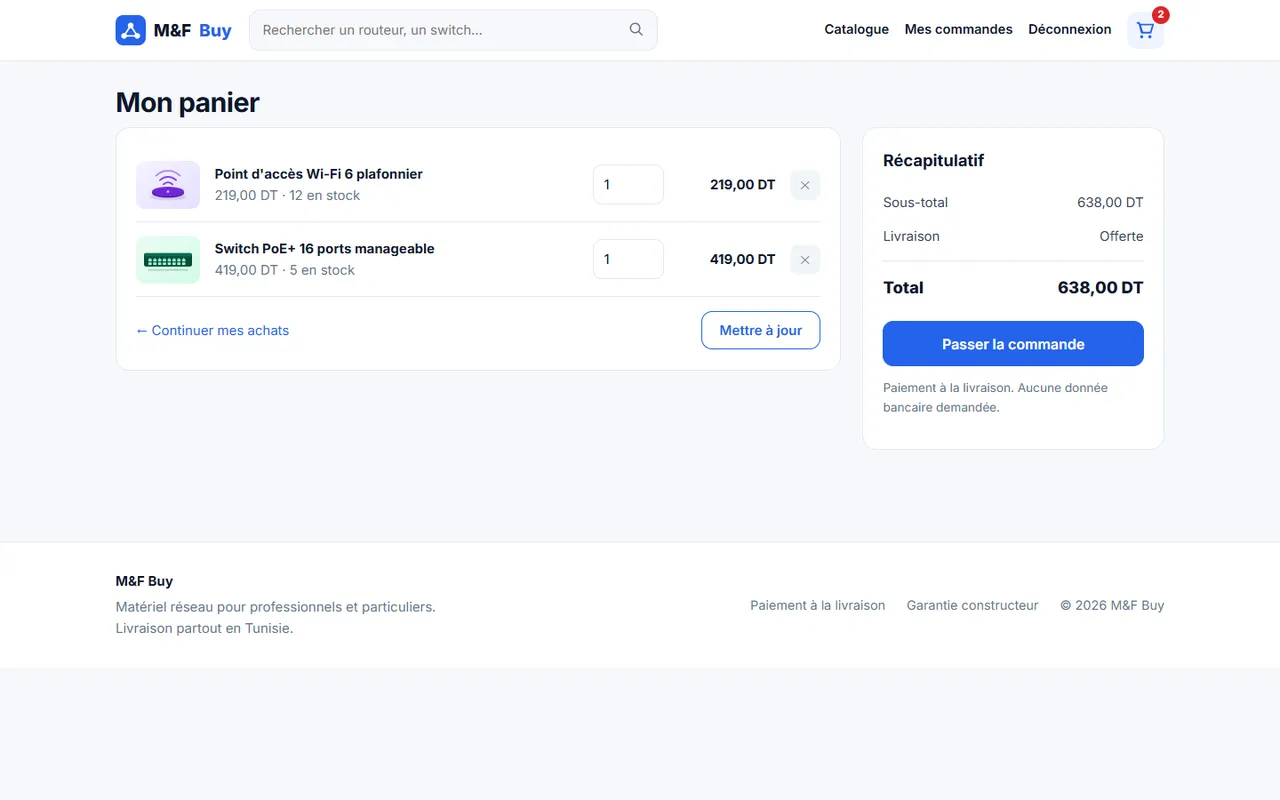 M&F Buy
Rechercher un routeur, un switch...
Catalogue
Mes commandes
Déconnexion
2
Mon panier
Point d'accès Wi-Fi 6 plafonnier
219,00 DT · 12 en stock
1
219,00 DT
×
Switch PoE+ 16 ports manageable
419,00 DT · 5 en stock
1
419,00 DT
×
← Continuer mes achats
Mettre à jour
Récapitulatif
Sous-total 638,00 DT
Livraison Offerte
Total 638,00 DT
Passer la commande
Paiement à la livraison. Aucune donnée
bancaire demandée.
M&F Buy
Matériel réseau pour professionnels et particuliers.
Livraison partout en Tunisie.
Paiement à la livraison
Garantie constructeur
© 2026 M&F Buy